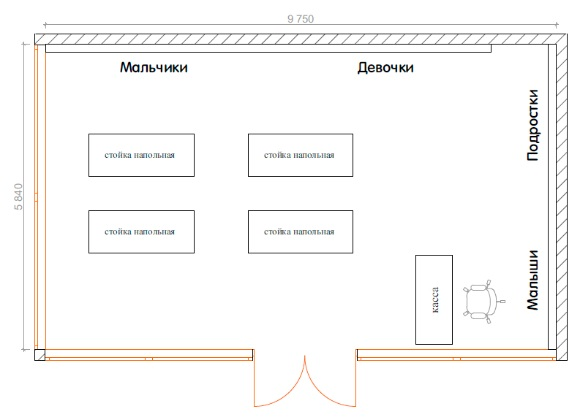 9 750
Мальчики
Девочки
Подростки
стойка напольная
стойка напольная
5 840
стойка напольная
стойка напольная
Малыши
касса